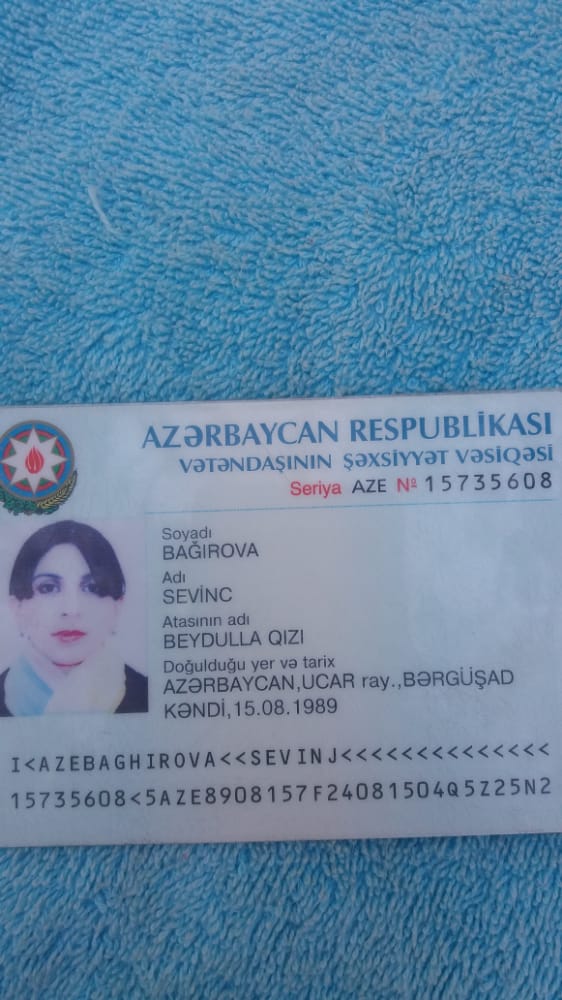 AZƏRBAYCAN RESPUBLİKASI
VƏTƏNDAŞININ ŞƏXSİYYƏT VƏSİQƏSİ
Seriya AZE № 15735608
Soyadı
BAĞIROVA
Adı
SEVİNC
Atasının adı
BEYDULLA QIZI
Doğulduğu yer və tarix
AZƏRBAYCAN,UCAR ray.,BƏRGÜŞAD
KƏNDİ,15.08.1989
I<AZEBAGHIROVA<<SEVINJ<<<<<<<<<<<<<<<
15735608<5AZE8908157F24081504Q5Z25N2